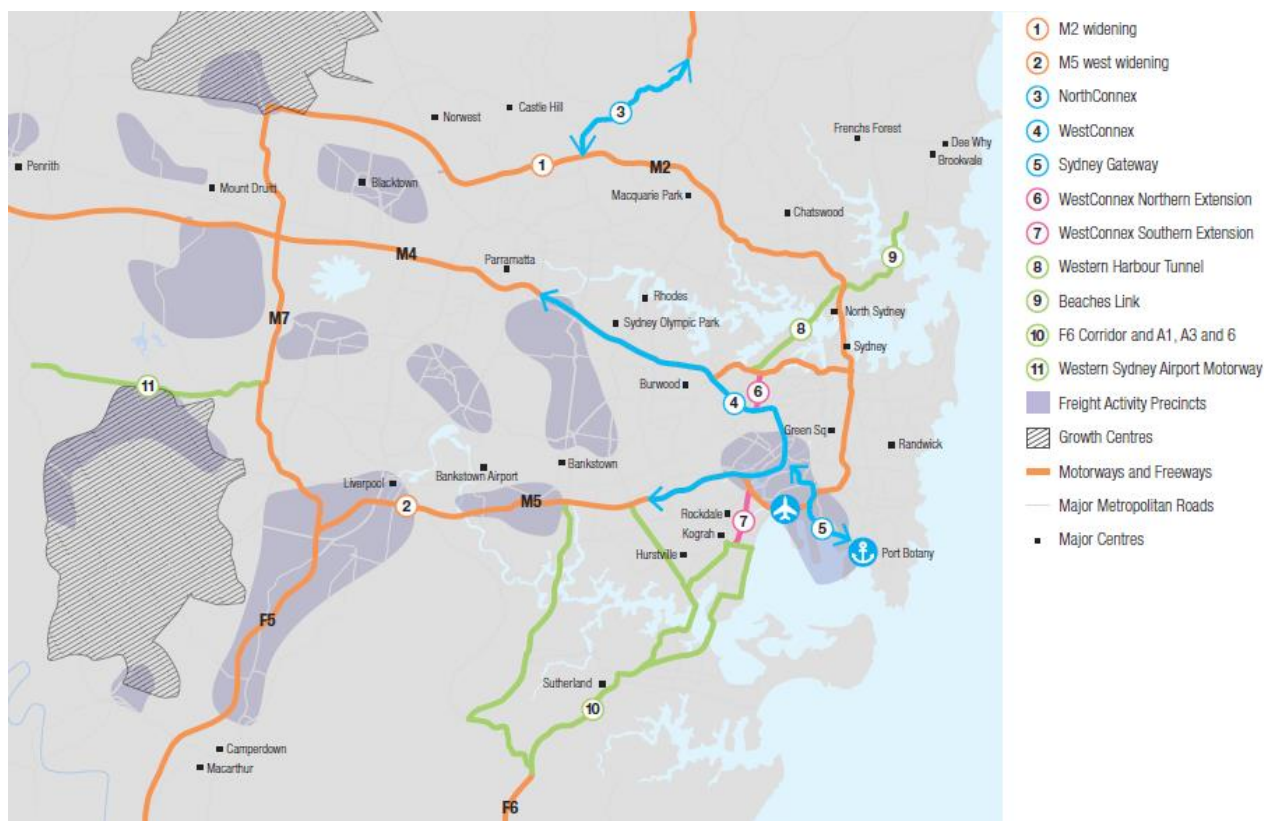 3
Norwest
Castle Hill
Frenchs Forest
Dee Why
Brookvale
Penrith
Mount Druitt
Blacktown
1
M2
Macquarie Park
Chatswood
M4
Parramatta
9
Rhodes
Sydney Olympic Park
North Sydney
M7
8
Sydney
11
Burwood
4
6
Green Sq
Randwick
Liverpool
2
Bankstown Airport
Bankstown
M5
Rockdale
7
Kograh
5
Hurstville
Port Botany
F5
Sutherland
10
Camperdown
Macarthur
F6
1 M2 widening
2 M5 west widening
3 NorthConnex
4 WestConnex
5 Sydney Gateway
6 WestConnex Northern Extension
7 WestConnex Southern Extension
8 Western Harbour Tunnel
9 Beaches Link
10 F6 Corridor and A1, A3 and 6
11 Western Sydney Airport Motorway
Freight Activity Precincts
Growth Centres
Motorways and Freeways
Major Metropolitan Roads
Major Centres